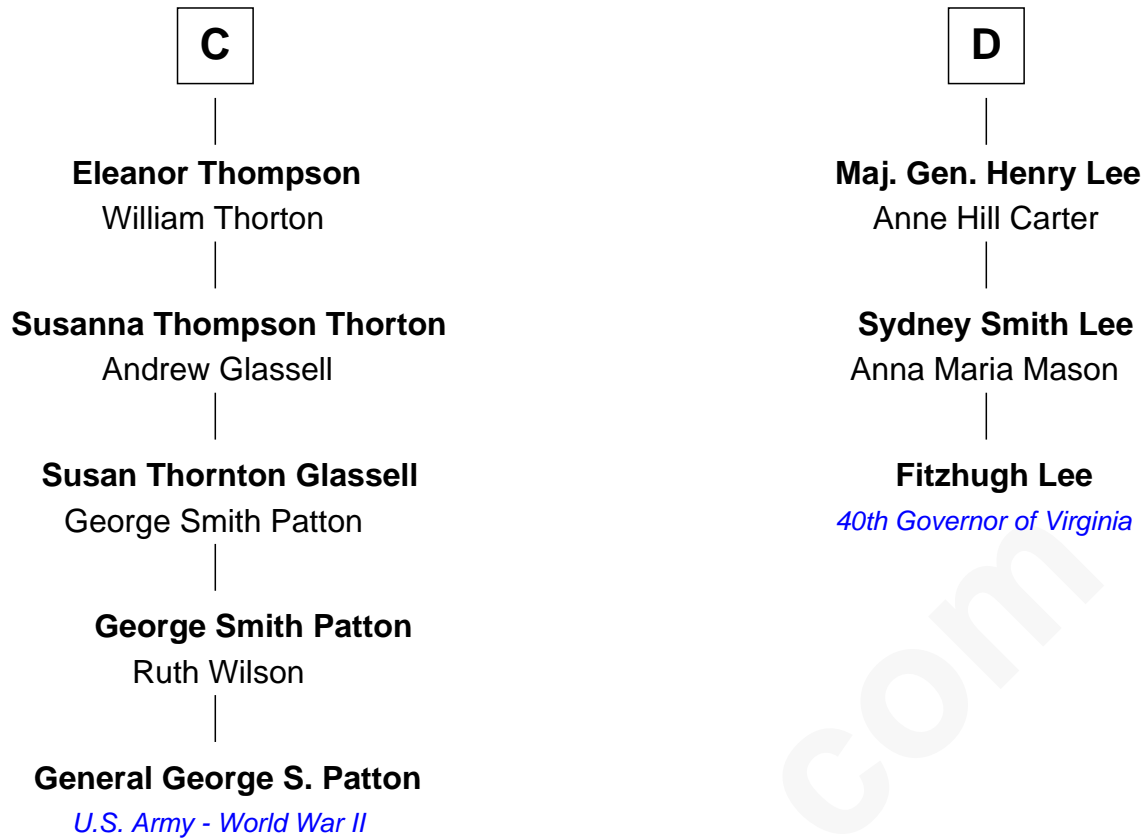 C
Eleanor Thompson
William Thorton
Susanna Thompson Thorton
Andrew Glassell
Susan Thornton Glassell
George Smith Patton
George Smith Patton
Ruth Wilson
General George S. Patton
U.S. Army - World War II
D
Maj. Gen. Henry Lee
Anne Hill Carter
Sydney Smith Lee
Anna Maria Mason
Fitzhugh Lee
40th Governor of Virginia
com